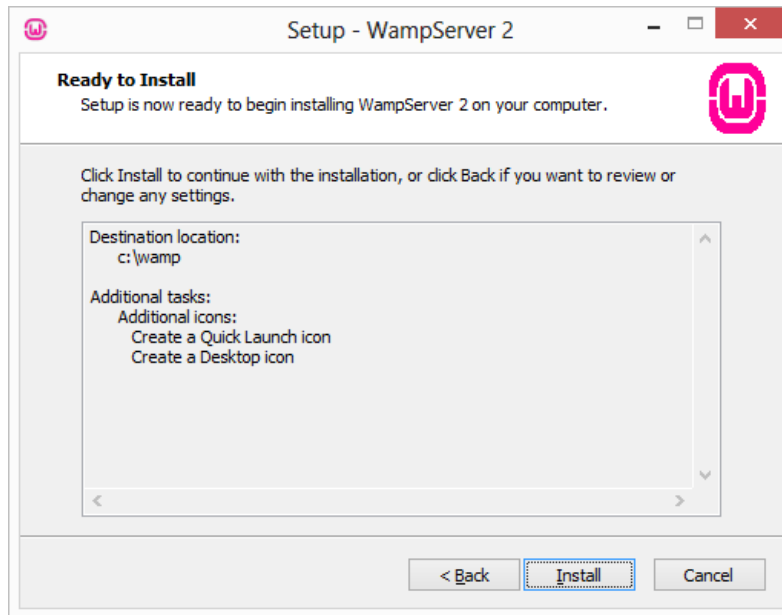 Setup - WampServer 2
Ready to Install
Setup is now ready to begin installing WampServer 2 on your computer.
Click Install to continue with the installation, or click Back if you want to review or
change any settings.
Destination location:
c:\wamp
Additional tasks:
Additional icons:
Create a Quick Launch icon
Create a Desktop icon
< Back
Install
Cancel